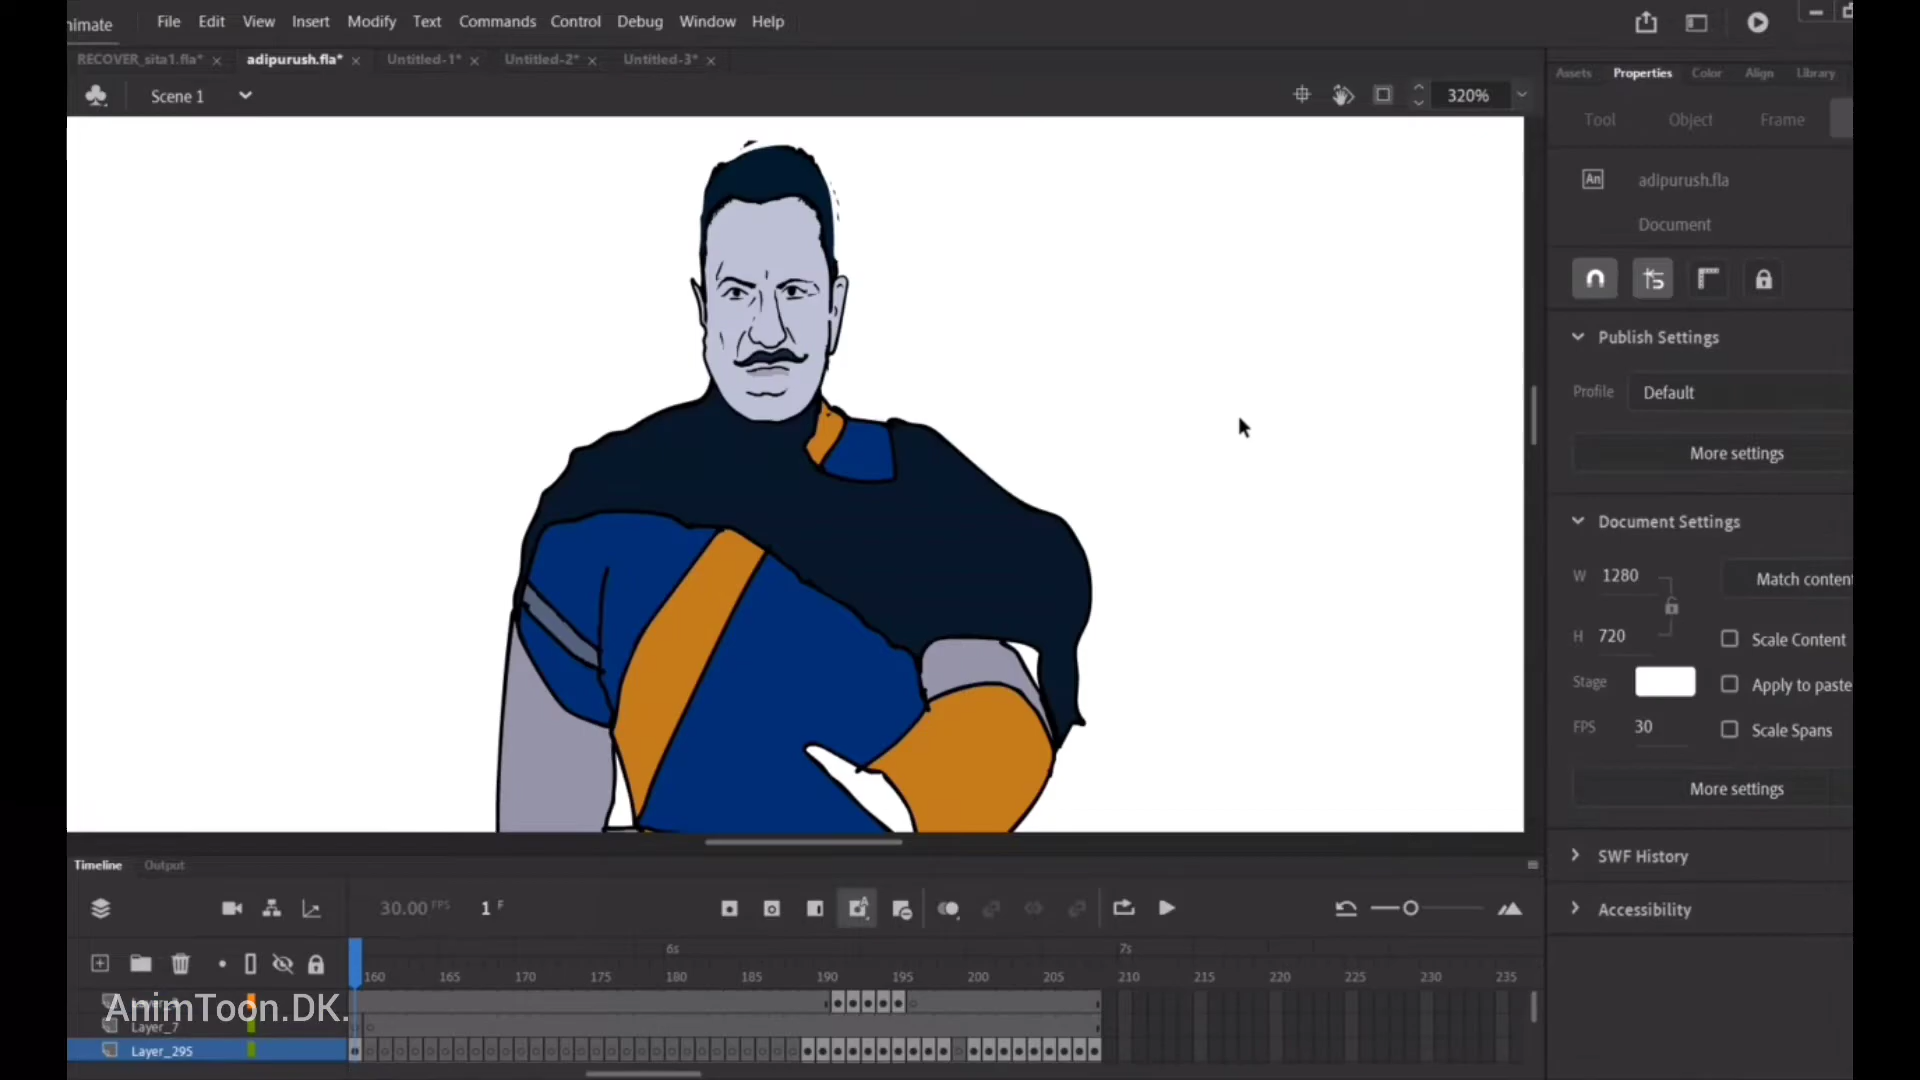 nimate
File Edit View Insert Modify Text Commands Control Debug Window Help
RECOVER_sita1.fla* × adipurush.fla* × Untitled-1* × Untitled-2* × Untitled-3* ×
Scene 1
320%
Assets Properties Color Align Library
Tool Object Frame
An adipurush.fla
Document
Publish Settings
Profile Default
More settings
Document Settings
W 1280
Match conten
H 720
Scale Content
Stage
Apply to paste
FPS 30
Scale Spans
More settings
SWF History
Accessibility
Timeline Output
30.00 FPS 1 F
6s 7s
160 165 170 175 180 185 190 195 200 205 210 215 220 225 230 235
AnimToon.DK.
Layer_7
Layer_295